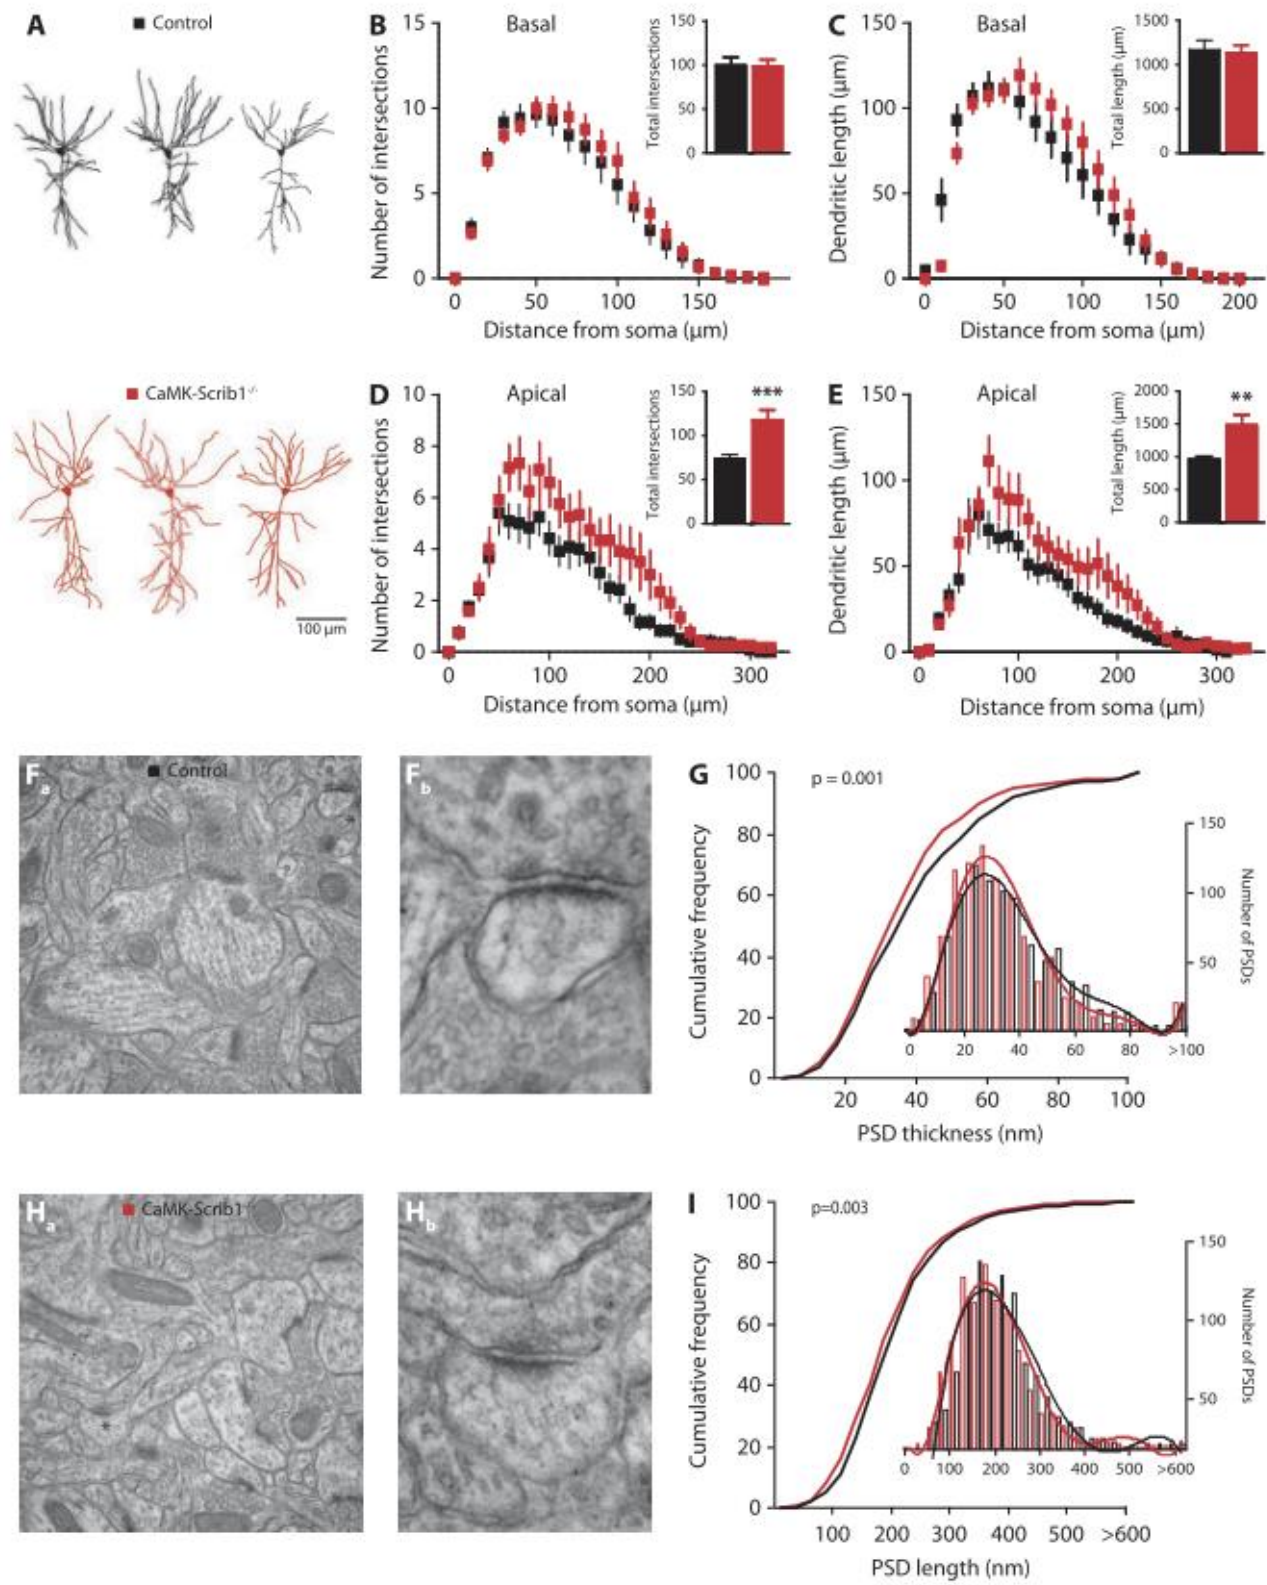 A
Control
CaMK-Scrib1-/-
100 µm
B
Basal
Number of intersections
15
10
5
0
0 50 100 150
Distance from soma (µm)
Total intersections
150
100
50
0
C
Basal
Dendritic length (µm)
150
100
50
0
0 50 100 150 200
Distance from soma (µm)
Total length (µm)
1500
1000
500
0
D
Apical
Number of intersections
10
8
6
4
2
0
0 100 200 300
Distance from soma (µm)
Total intersections
150
100
50
0
***
E
Apical
Dendritic length (µm)
150
100
50
0
0 100 200 300
Distance from soma (µm)
Total length (µm)
2000
1500
1000
500
0
**
Fa
Control
Fb
G
p = 0.001
Cumulative frequency
100
80
60
40
20
0
20 40 60 80 100
PSD thickness (nm)
150
100
50
Number of PSDs
0 20 40 60 80 >100
Ha
CaMK-Scrib1-/-
Hb
I
p=0.003
Cumulative frequency
100
80
60
40
20
0
100 200 300 400 500 >600
PSD length (nm)
150
100
50
Number of PSDs
0 100 200 300 400 500 >600